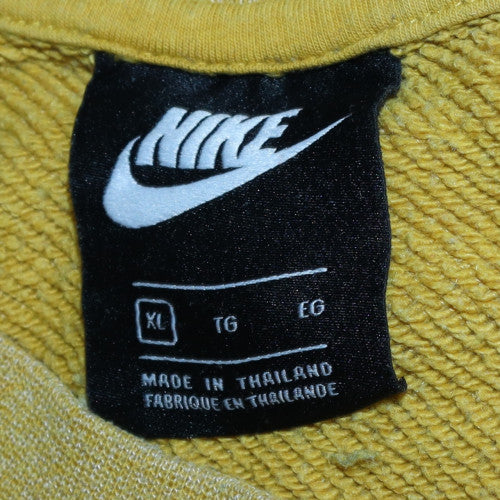 NIKE
XL TG EG
MADE IN THAILAND
FABRIQUE EN THAILANDE